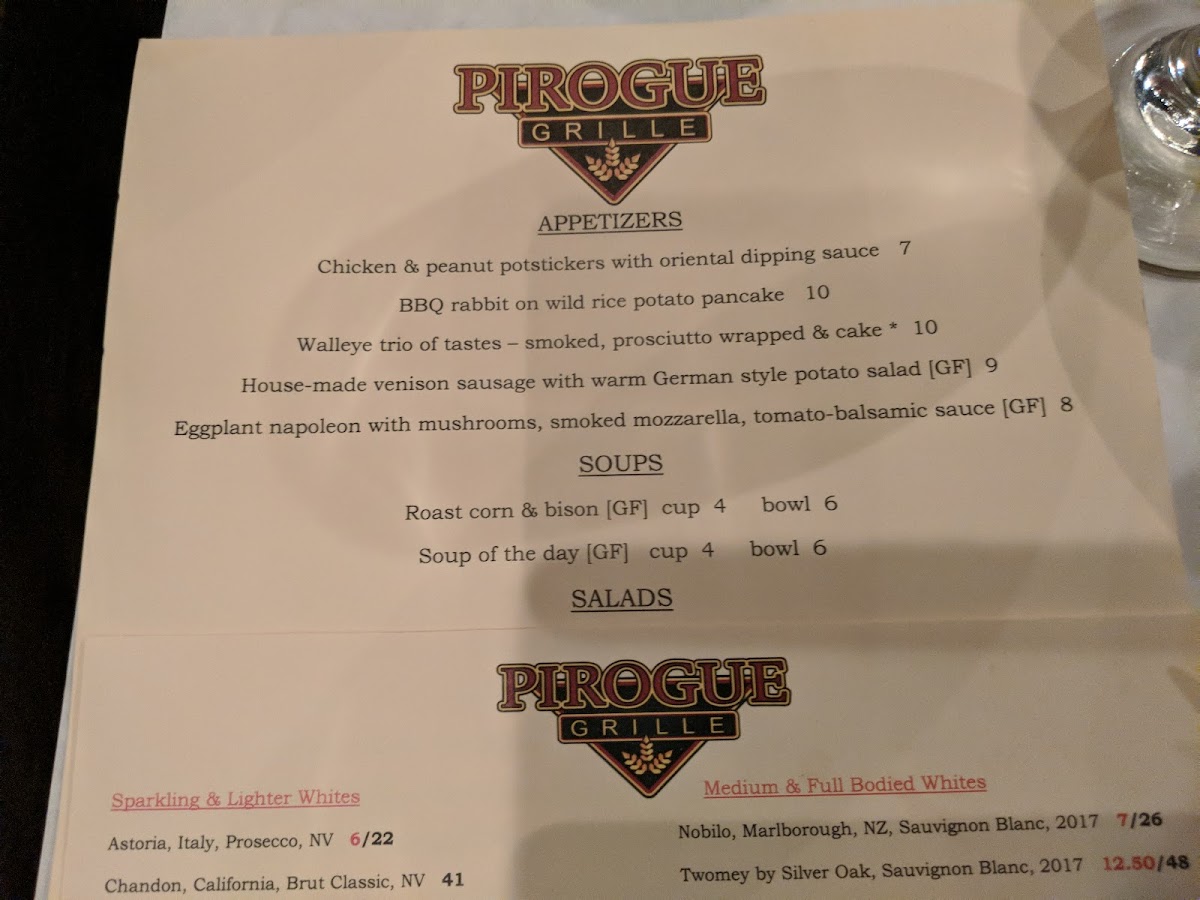 PIROGUE
GRILLE
APPETIZERS
Chicken & peanut potstickers with oriental dipping sauce 7
BBQ rabbit on wild rice potato pancake 10
Walleye trio of tastes – smoked, prosciutto wrapped & cake * 10
House-made venison sausage with warm German style potato salad [GF] 9
Eggplant napoleon with mushrooms, smoked mozzarella, tomato-balsamic sauce [GF] 8
SOUPS
Roast corn & bison [GF] cup 4 bowl 6
Soup of the day [GF] cup 4 bowl 6
SALADS
PIROGUE
GRILLE
Sparkling & Lighter Whites
Astoria, Italy, Prosecco, NV 6/22
Chandon, California, Brut Classic, NV 41
Medium & Full Bodied Whites
Nobilo, Marlborough, NZ, Sauvignon Blanc, 2017 7/26
Twomey by Silver Oak, Sauvignon Blanc, 2017 12.50/48